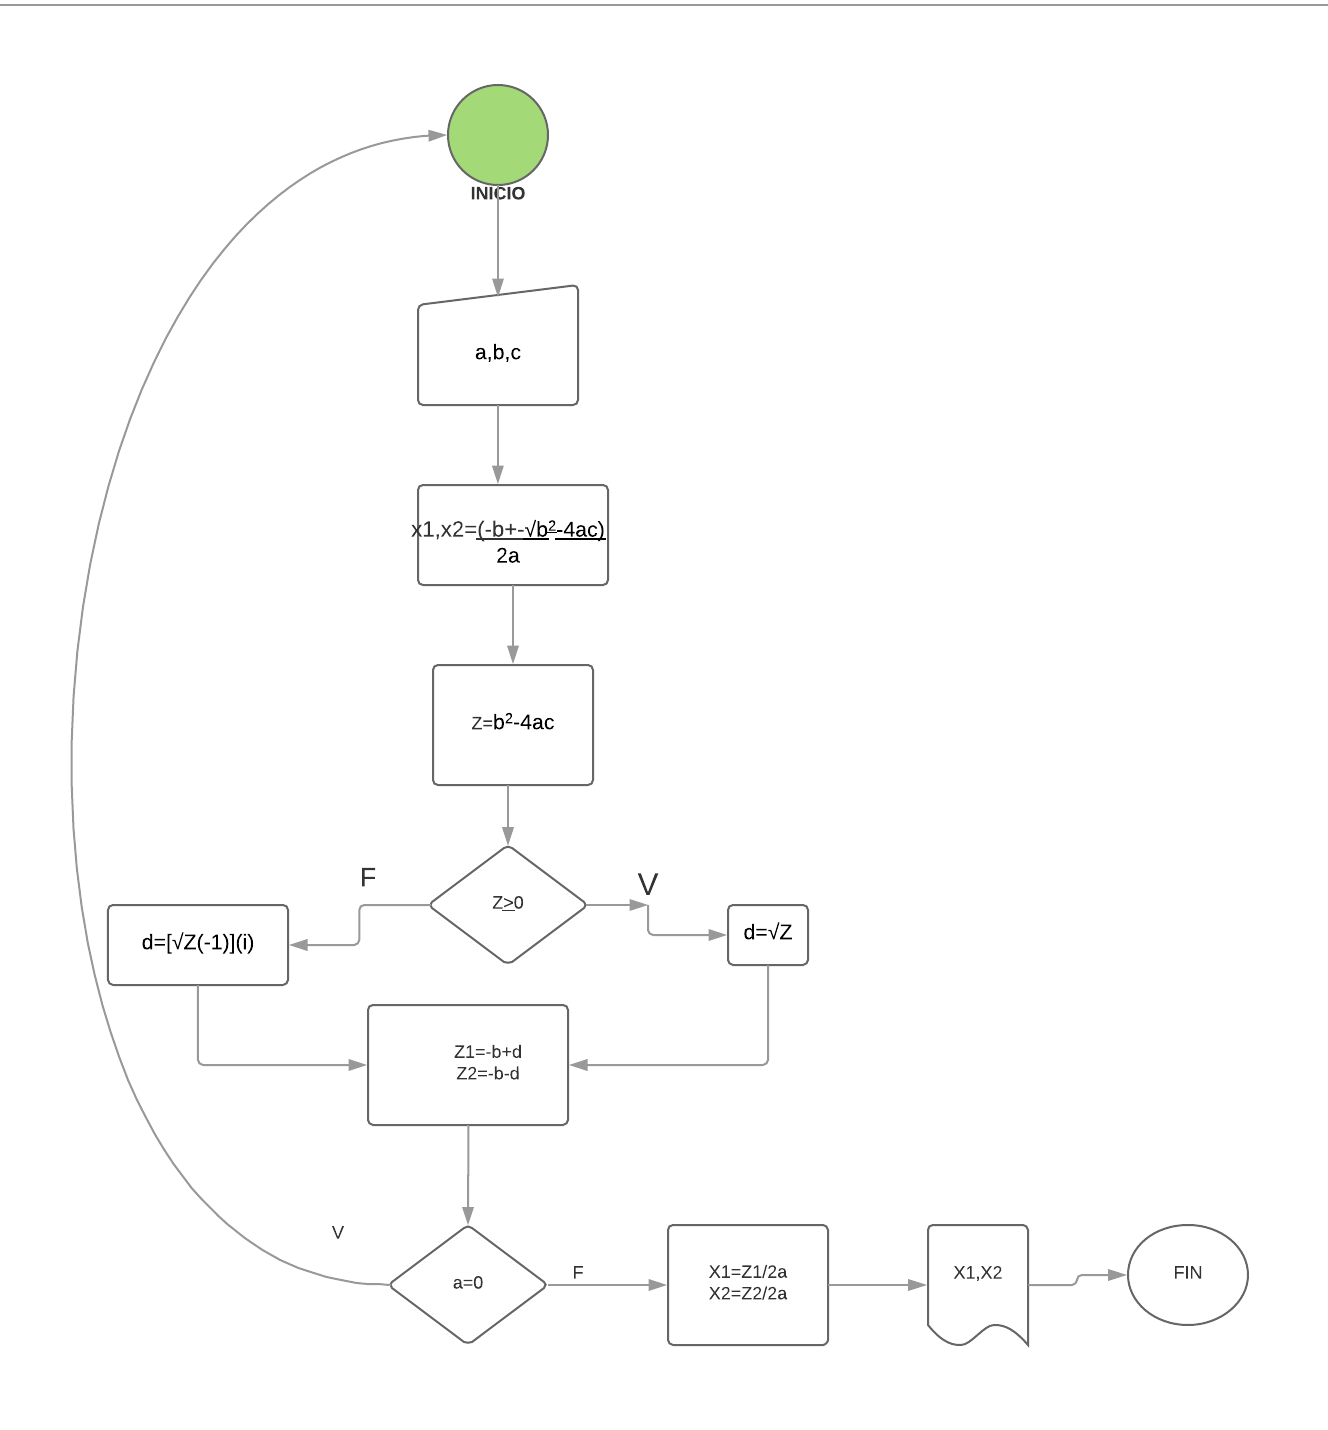 INICIO
a,b,c
x1,x2=(-b+-√b²-4ac)
2a
Z=b²-4ac
F
V
Z≥0
d=[√Z(-1)](i)
d=√Z
Z1=-b+d
Z2=-b-d
V
a=0
F
X1=Z1/2a
X2=Z2/2a
X1,X2
FIN